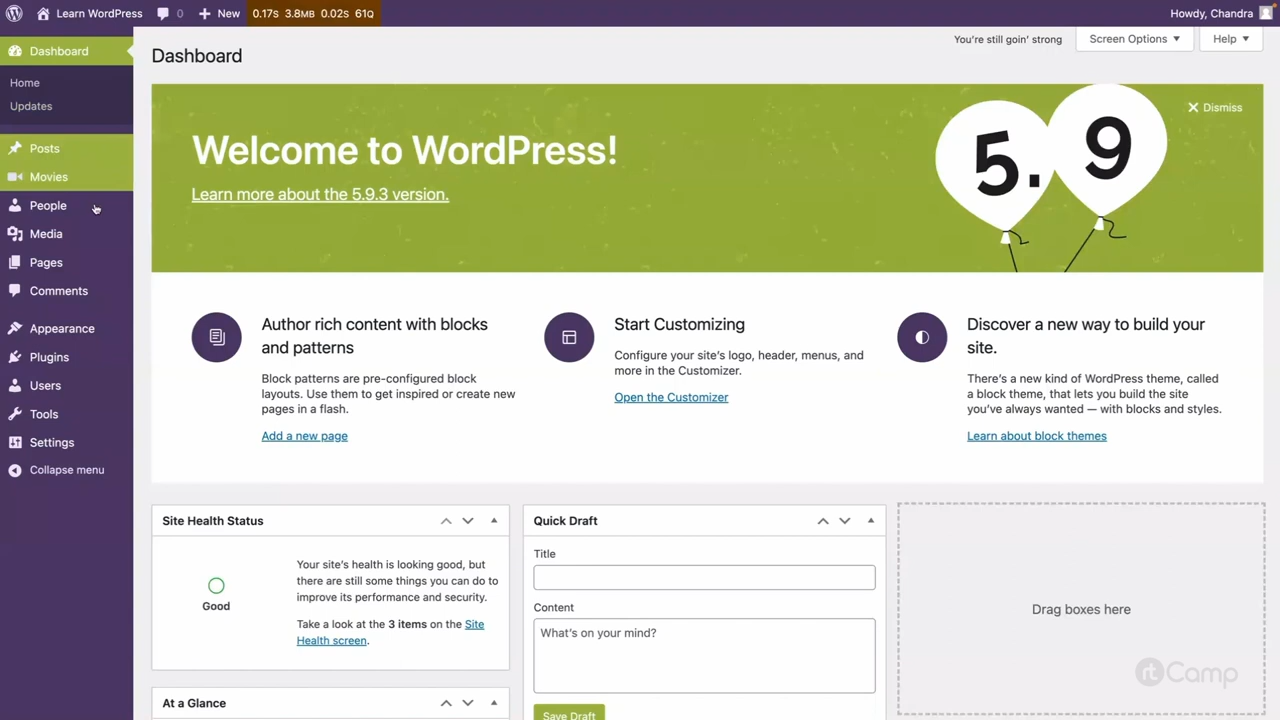 Learn WordPress 0 New 0.17S 3.8MB 0.02S 61Q
Howdy, Chandra
Dashboard
Home
Updates
Posts
Movies
People
Media
Pages
Comments
Appearance
Plugins
Users
Tools
Settings
Collapse menu
Dashboard
You're still goin' strong
Screen Options
Help
Welcome to WordPress!
Learn more about the 5.9.3 version.
5.9
Dismiss
Author rich content with blocks
and patterns
Block patterns are pre-configured block
layouts. Use them to get inspired or create new
pages in a flash.
Add a new page
Start Customizing
Configure your site's logo, header, menus, and
more in the Customizer.
Open the Customizer
Discover a new way to build your
site.
There's a new kind of WordPress theme, called
a block theme, that lets you build the site
you've always wanted — with blocks and styles.
Learn about block themes
Site Health Status
Good
Your site's health is looking good, but
there are still some things you can do to
improve its performance and security.
Take a look at the 3 items on the Site
Health screen.
At a Glance
Quick Draft
Title
Content
What's on your mind?
Save Draft
Drag boxes here
rtCamp